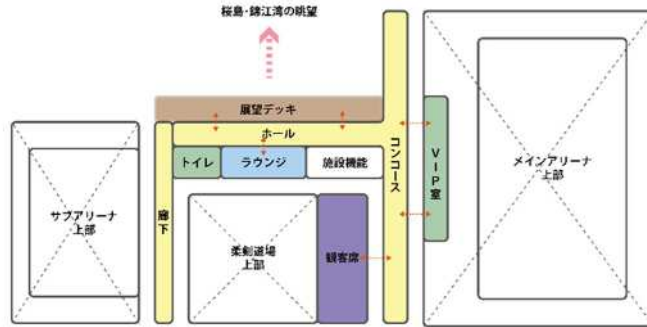 桜島・錦江湾の眺望
展望デッキ
ホール
トイレ
ラウンジ
施設機能
コンコース
VIP室
メインアリーナ
上部
サブアリーナ
上部
廊下
柔剣道場
上部
観客席